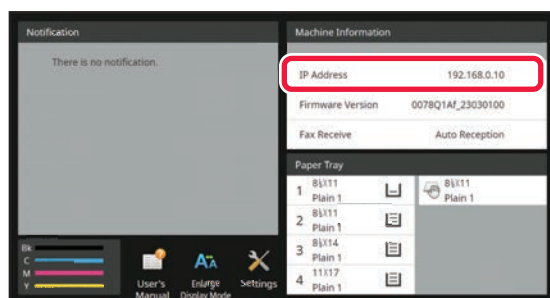 Notification
There is no notification.
Machine Information
IP Address 192.168.0.10
Firmware Version 0078Q1Af_23030100
Fax Receive Auto Reception
Paper Tray
1 8½X11
Plain 1
8½X11
Plain 1
2 8½X11
Plain 1
3 8½X14
Plain 1
4 11X17
Plain 1
Bk
C
M
Y
User's
Manual
Enlarge
Display Mode
Settings